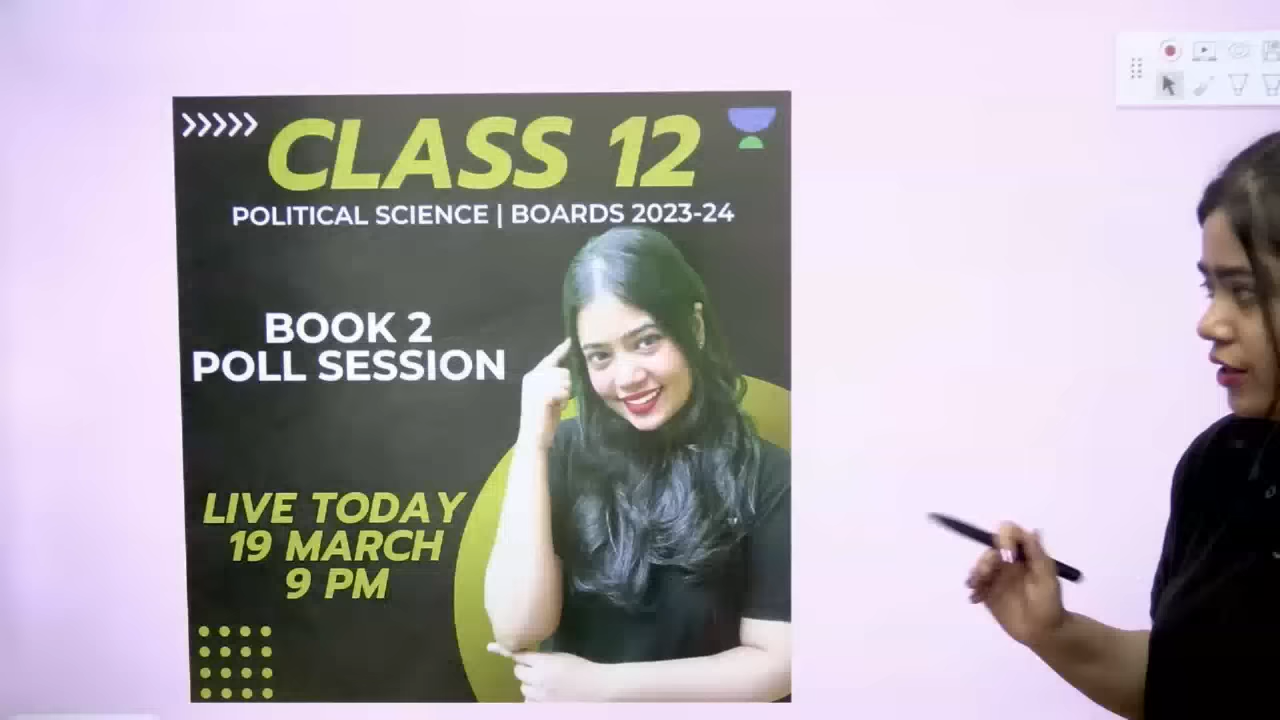 CLASS 12
POLITICAL SCIENCE | BOARDS 2023-24
BOOK 2
POLL SESSION
LIVE TODAY
19 MARCH
9 PM